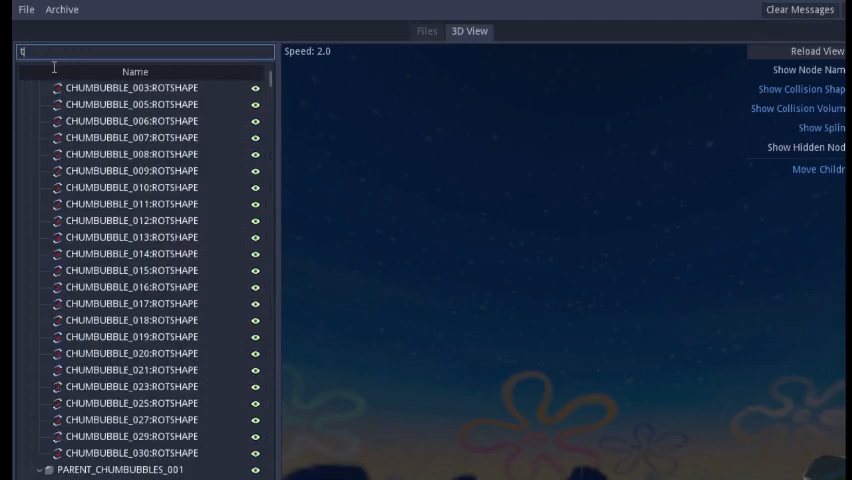 File Archive Clear Messages
Files 3D View
t
Speed: 2.0
Reload View
Name
Show Node Nam
CHUMBUBBLE_003:ROTSHAPE
Show Collision Shap
CHUMBUBBLE_005:ROTSHAPE
Show Collision Volum
CHUMBUBBLE_006:ROTSHAPE
Show Splin
CHUMBUBBLE_007:ROTSHAPE
Show Hidden Nod
CHUMBUBBLE_008:ROTSHAPE
Move Childr
CHUMBUBBLE_009:ROTSHAPE
CHUMBUBBLE_010:ROTSHAPE
CHUMBUBBLE_011:ROTSHAPE
CHUMBUBBLE_012:ROTSHAPE
CHUMBUBBLE_013:ROTSHAPE
CHUMBUBBLE_014:ROTSHAPE
CHUMBUBBLE_015:ROTSHAPE
CHUMBUBBLE_016:ROTSHAPE
CHUMBUBBLE_017:ROTSHAPE
CHUMBUBBLE_018:ROTSHAPE
CHUMBUBBLE_019:ROTSHAPE
CHUMBUBBLE_020:ROTSHAPE
CHUMBUBBLE_021:ROTSHAPE
CHUMBUBBLE_023:ROTSHAPE
CHUMBUBBLE_025:ROTSHAPE
CHUMBUBBLE_027:ROTSHAPE
CHUMBUBBLE_029:ROTSHAPE
CHUMBUBBLE_030:ROTSHAPE
PARENT_CHUMBUBBLES_001